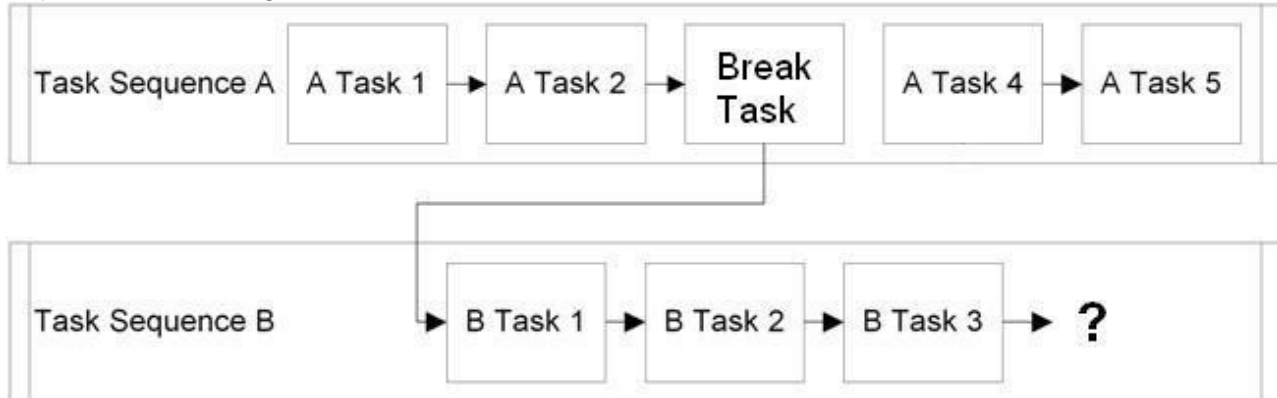 Task Sequence A
A Task 1
A Task 2
Break
Task
A Task 4
A Task 5
Task Sequence B
B Task 1
B Task 2
B Task 3
?